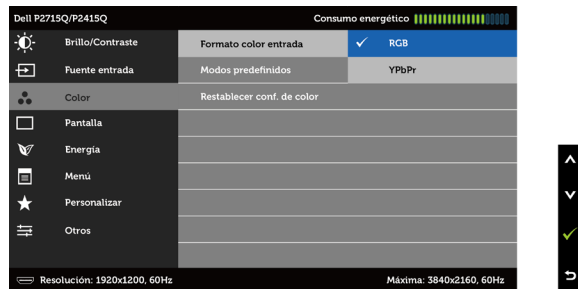 Dell P2715Q/P2415Q Consumo energético
Brillo/Contraste Formato color entrada RGB
Fuente entrada Modos predefinidos YPbPr
Color Restablecer conf. de color
Pantalla
Energía
Menú
Personalizar
Otros
Resolución: 1920x1200, 60Hz Máxima: 3840x2160, 60Hz